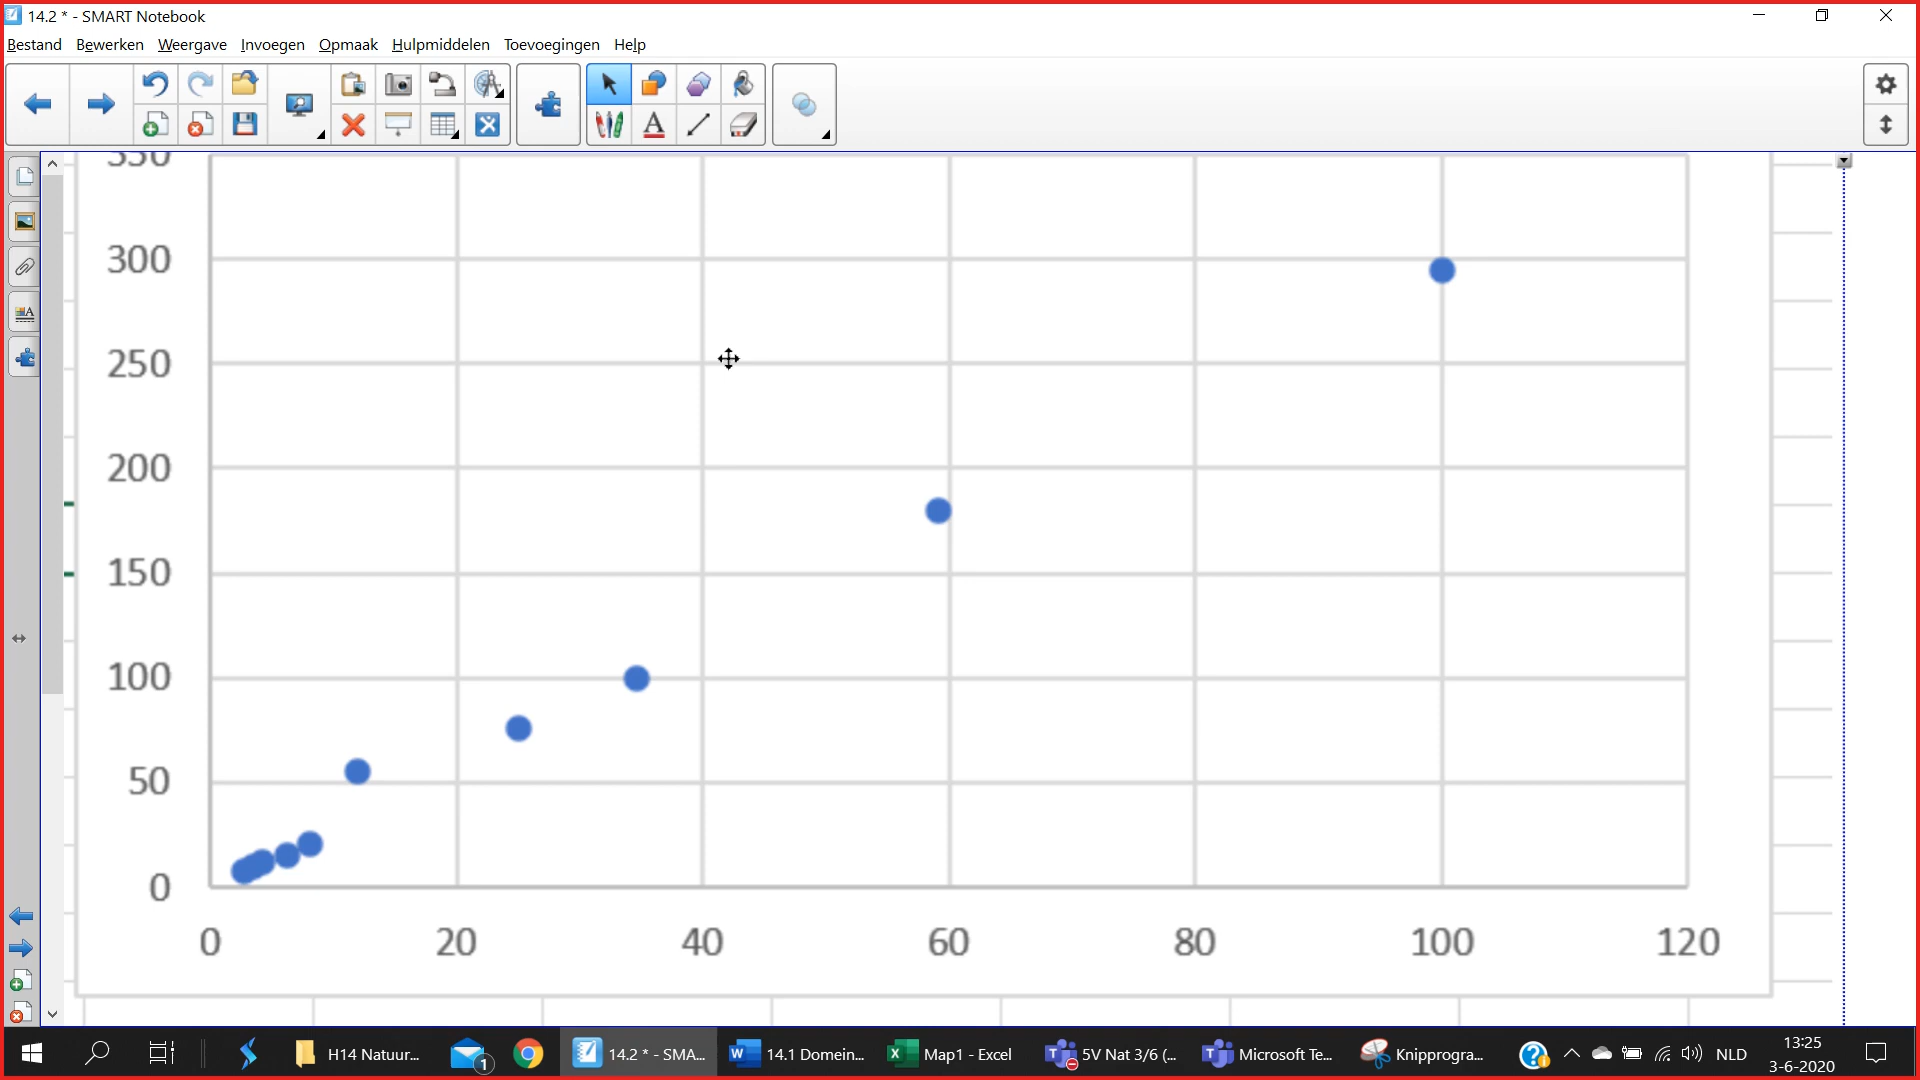 14.2 * - SMART Notebook
Bestand Bewerken Weergave Invoegen Opmaak Hulpmiddelen Toevoegingen Help
350
300
250
200
150
100
50
0
0 20 40 60 80 100 120
H14 Natuur... 1 14.2 * - SMA... 14.1 Domein... Map1 - Excel 5V Nat 3/6 (... Microsoft Te... Knipprogra... NLD 13:25
3-6-2020